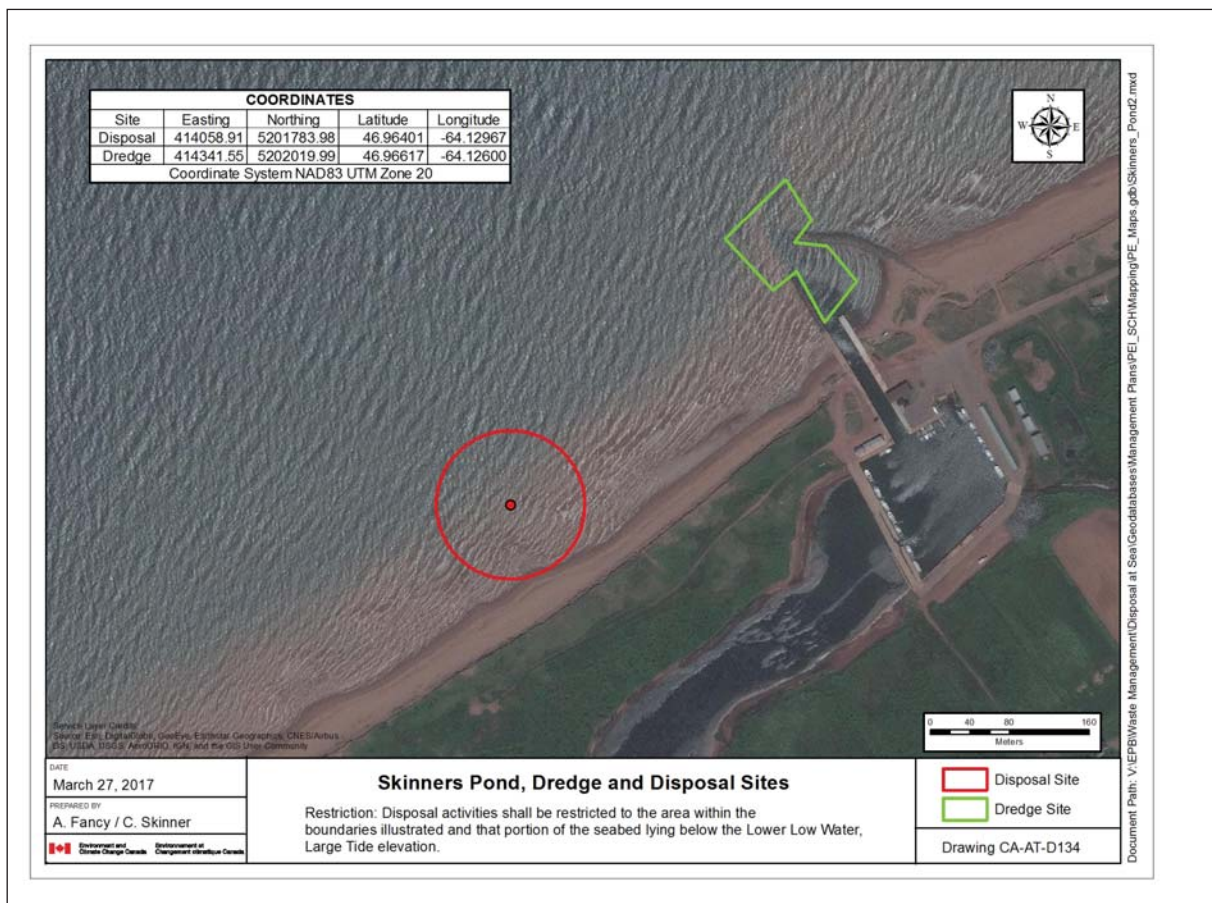 COORDINATES
Site Easting Northing Latitude Longitude
Disposal 414058.91 5201783.98 46.96401 -64.12967
Dredge 414341.55 5202019.99 46.96617 -64.12600
Coordinate System NAD83 UTM Zone 20
N
W E
S
Service Layer Credits:
Source: Esri, DigitalGlobe, GeoEye, Earthstar Geographics, CNES/Airbus
DS, USDA, USGS, AeroGRID, IGN, and the GIS User Community
0 40 80 160
Meters
DATE
March 27, 2017
PREPARED BY
A. Fancy / C. Skinner
Environment and Environnement et
Climate Change Canada Changement climatique Canada
Skinners Pond, Dredge and Disposal Sites
Restriction: Disposal activities shall be restricted to the area within the
boundaries illustrated and that portion of the seabed lying below the Lower Low Water,
Large Tide elevation.
Disposal Site
Dredge Site
Drawing CA-AT-D134
Document Path: V:\EPB\Waste Management\Disposal at Sea\Geodatabases\Management Plans\PEI_SCH\Mapping\PE_Maps.gdb\Skinners_Pond2.mxd